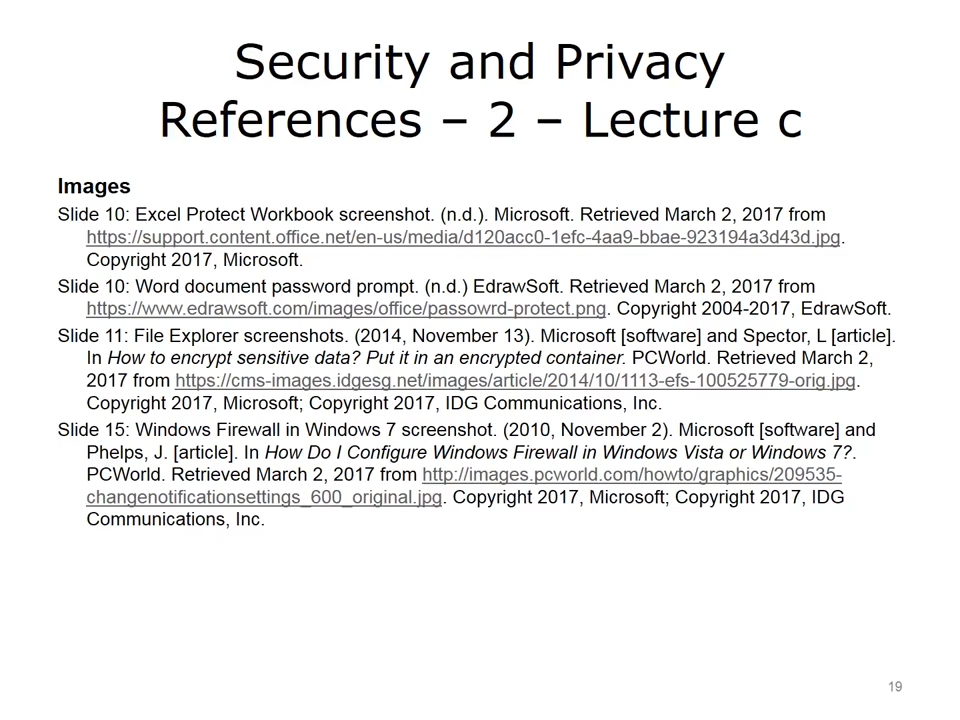 Security and Privacy
References – 2 – Lecture c
Images
Slide 10: Excel Protect Workbook screenshot. (n.d.). Microsoft. Retrieved March 2, 2017 from
https://support.content.office.net/en-us/media/d120acc0-1efc-4aa9-bbae-923194a3d43d.jpg.
Copyright 2017, Microsoft.
Slide 10: Word document password prompt. (n.d.) EdrawSoft. Retrieved March 2, 2017 from
https://www.edrawsoft.com/images/office/passowrd-protect.png. Copyright 2004-2017, EdrawSoft.
Slide 11: File Explorer screenshots. (2014, November 13). Microsoft [software] and Spector, L [article].
In How to encrypt sensitive data? Put it in an encrypted container. PCWorld. Retrieved March 2,
2017 from https://cms-images.idgesg.net/images/article/2014/10/1113-efs-100525779-orig.jpg.
Copyright 2017, Microsoft; Copyright 2017, IDG Communications, Inc.
Slide 15: Windows Firewall in Windows 7 screenshot. (2010, November 2). Microsoft [software] and
Phelps, J. [article]. In How Do I Configure Windows Firewall in Windows Vista or Windows 7?.
PCWorld. Retrieved March 2, 2017 from http://images.pcworld.com/howto/graphics/209535-
changenotificationsettings_600_original.jpg. Copyright 2017, Microsoft; Copyright 2017, IDG
Communications, Inc.
19